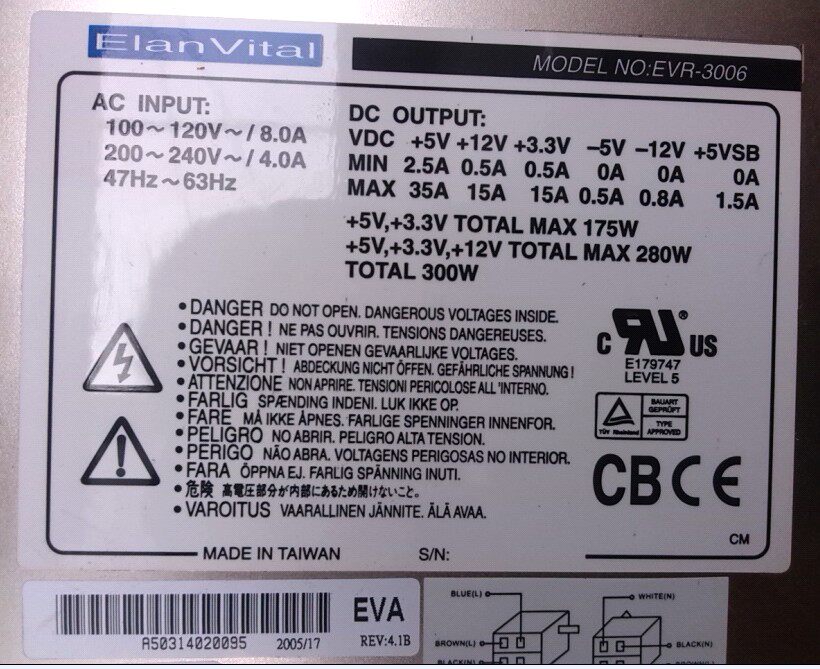 ElanVital
MODEL NO:EVR-3006
AC INPUT:
100~120V~/8.0A
200~240V~/4.0A
47Hz~63Hz
DC OUTPUT:
VDC +5V +12V +3.3V -5V -12V +5VSB
MIN 2.5A 0.5A 0.5A 0A 0A 0A
MAX 35A 15A 15A 0.5A 0.8A 1.5A
+5V,+3.3V TOTAL MAX 175W
+5V,+3.3V,+12V TOTAL MAX 280W
TOTAL 300W
•DANGER DO NOT OPEN. DANGEROUS VOLTAGES INSIDE.
•DANGER ! NE PAS OUVRIR. TENSIONS DANGEREUSES.
•GEVAAR ! NIET OPENEN GEVAARLIJKE VOLTAGES.
•VORSICHT ! ABDECKUNG NICHT ÖFFEN. GEFÄHRLICHE SPANNUNG !
•ATTENZIONE NON APRIRE. TENSIONI PERICOLOSE ALL'INTERNO.
•FARLIG SPÆNDING INDENI. LUK IKKE OP.
•FARE MÅ IKKE ÅPNES. FARLIGE SPENNINGER INNENFOR.
•PELIGRO NO ABRIR. PELIGRO ALTA TENSION.
•PERIGO NÃO ABRA. VOLTAGENS PERIGOSAS NO INTERIOR.
•FARA ÖPPNA EJ. FARLIG SPÄNNING INUTI.
•危険 高電圧部分が内部にあるため開けないこと。
•VAROITUS VAARALLINEN JÄNNITE. ÄLÄ AVAA.
C RU® US
E179747
LEVEL 5
TÜV Rheinland
BAUART
GEPRÜFT
TYPE
APPROVED
CB CE
CM
MADE IN TAIWAN S/N:
A50314020095 2005/17
EVA
REV:4.1B
BLUE(L)
WHITE(N)
BROWN(L)
BLACK(N)
BLACK(N)